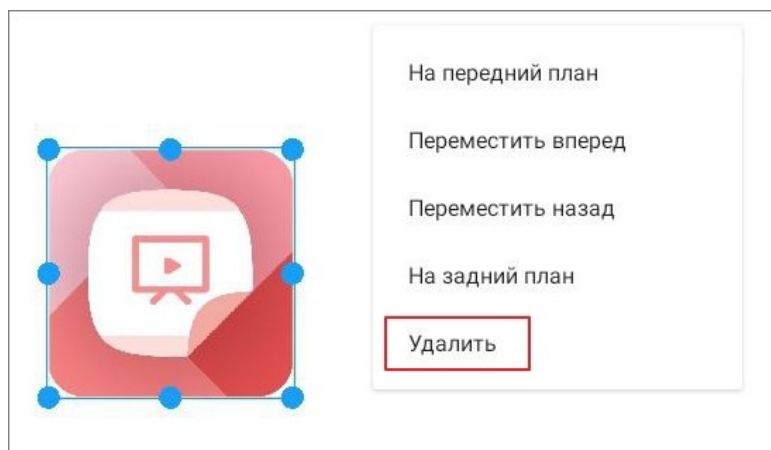 На передний план
Переместить вперед
Переместить назад
На задний план
Удалить